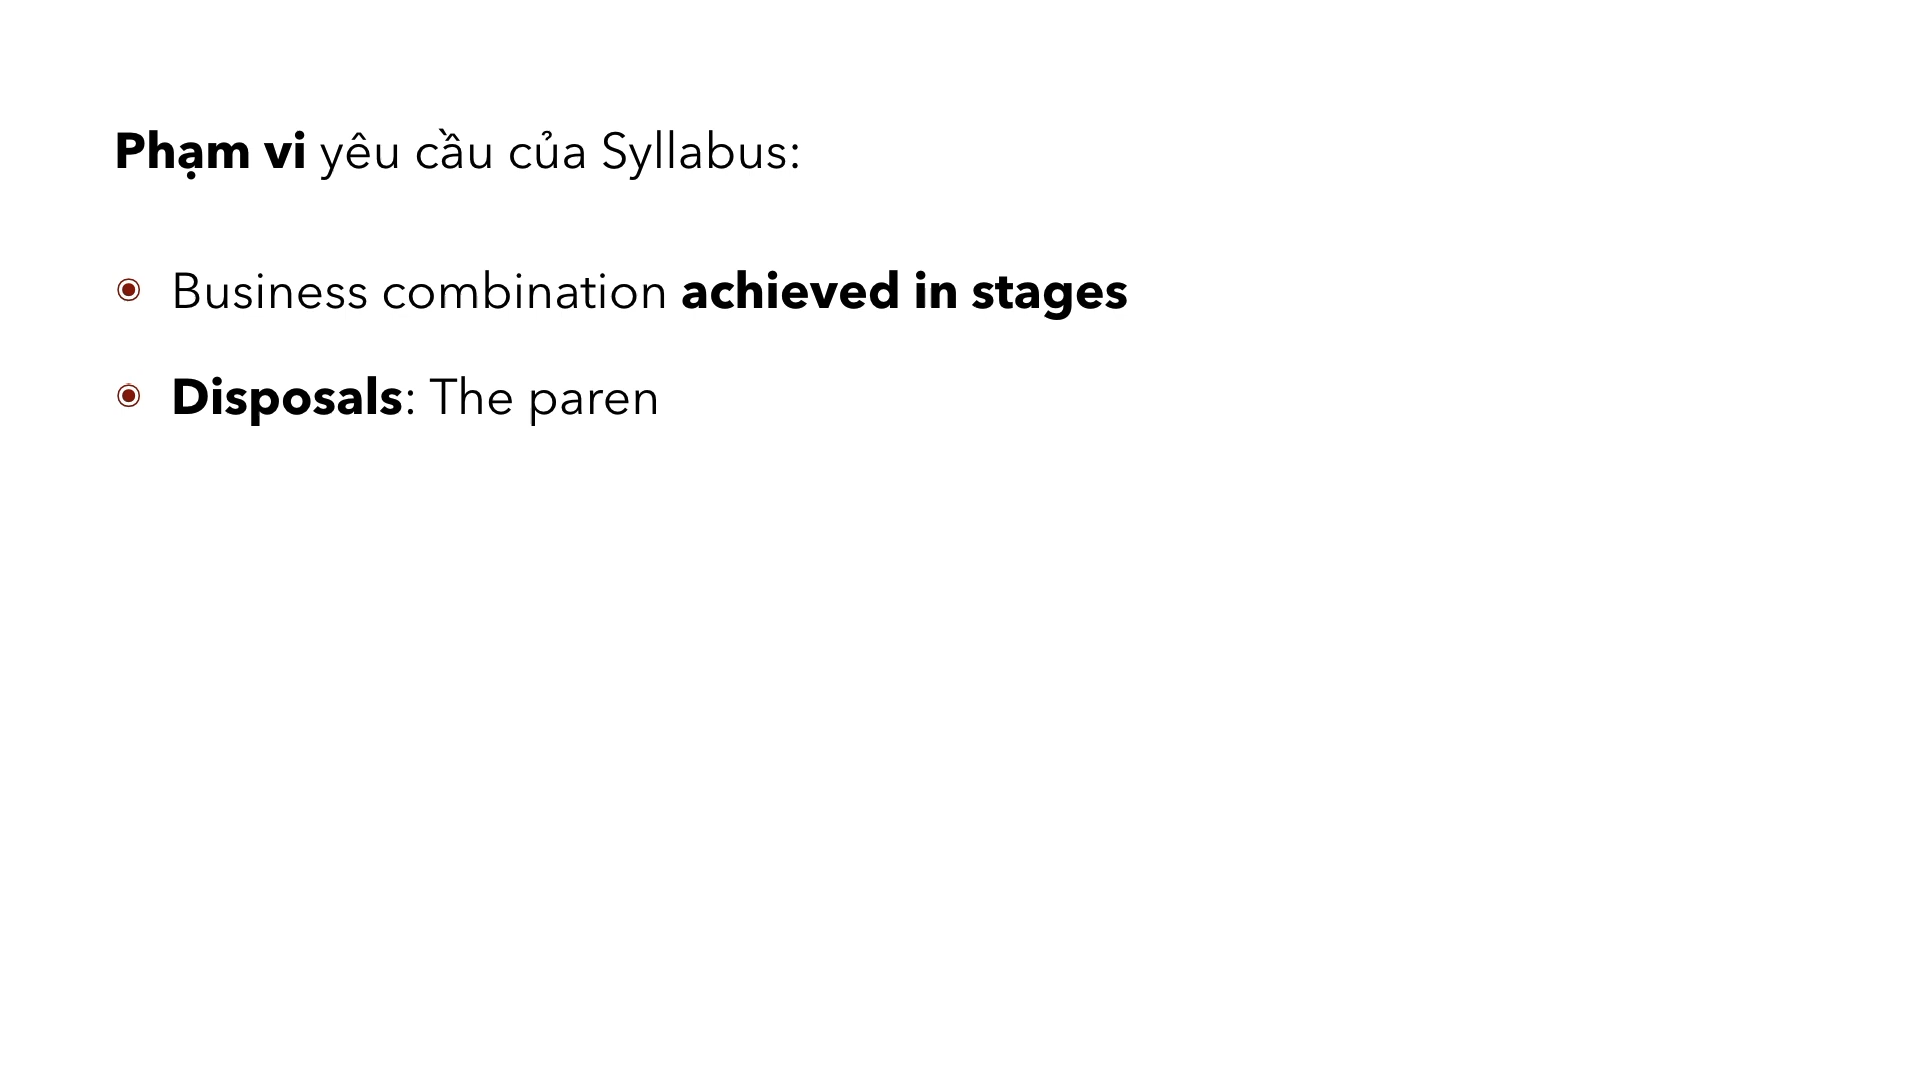 Phạm vi yêu cầu của Syllabus:
Business combination achieved in stages
Disposals: The paren